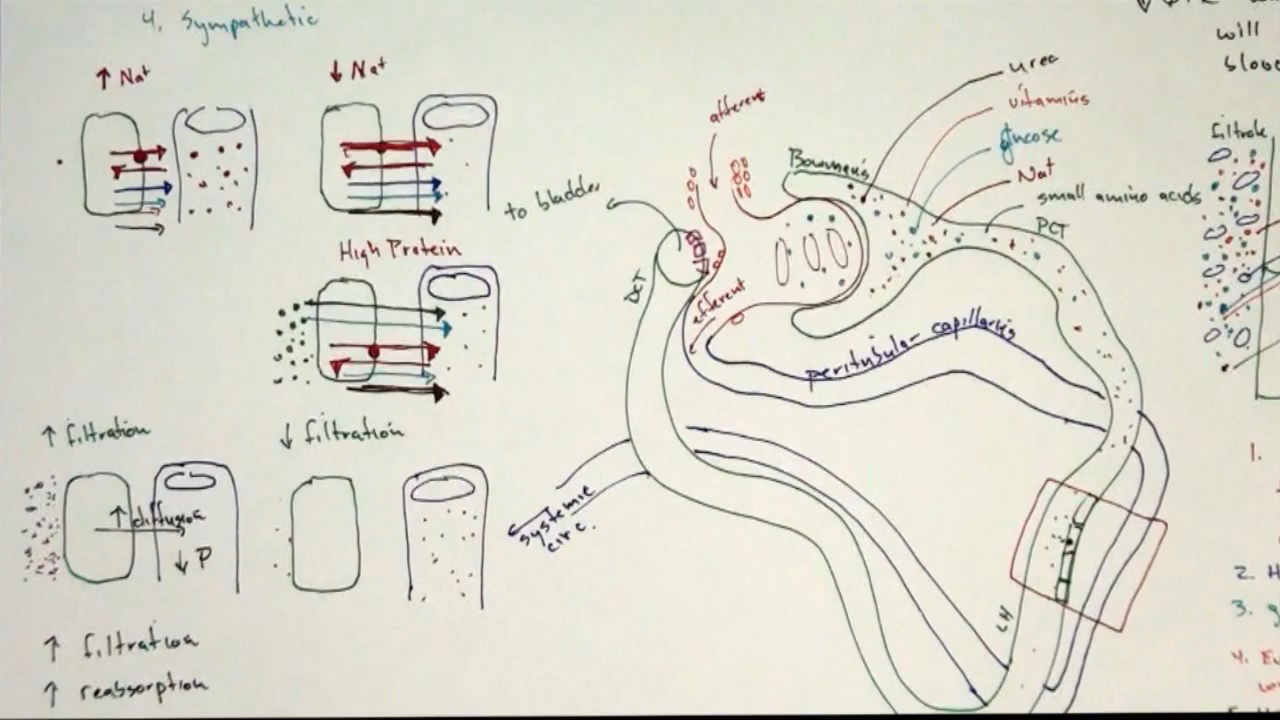 4. Sympathetic
↑ Na+
↓ Na+
High Protein
↑ filtration
↓ filtration
↑ diffusion
↓ P
↑ filtration
↑ reabsorption
afferent
Bowman's
to bladder
DCT
efferent
peritubular capillaries
systemic
circ.
LH
urea
vitamins
glucose
Na+
small amino acids
PCT
will
blood
filtrate
1.
2. H
3. g
4.